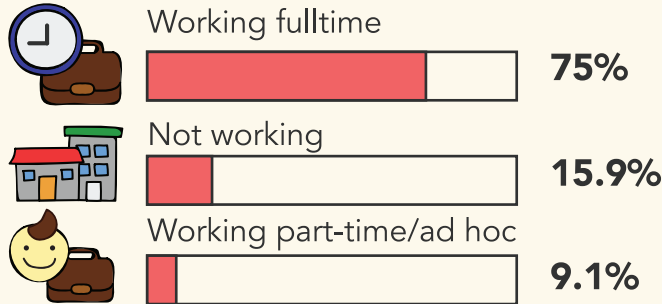 Working fulltime
75%
Not working
15.9%
Working part-time/ad hoc
9.1%